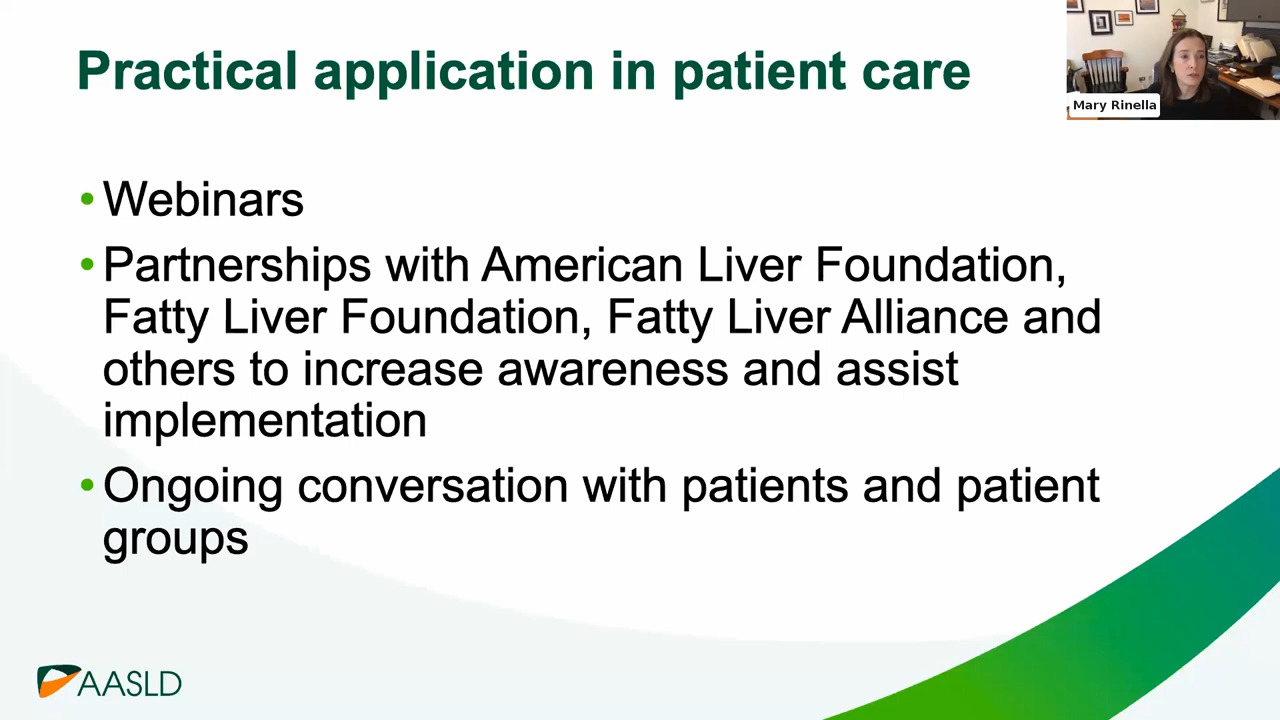 Practical application in patient care
Mary Rinella
•Webinars
•Partnerships with American Liver Foundation,
Fatty Liver Foundation, Fatty Liver Alliance and
others to increase awareness and assist
implementation
•Ongoing conversation with patients and patient
groups
AASLD